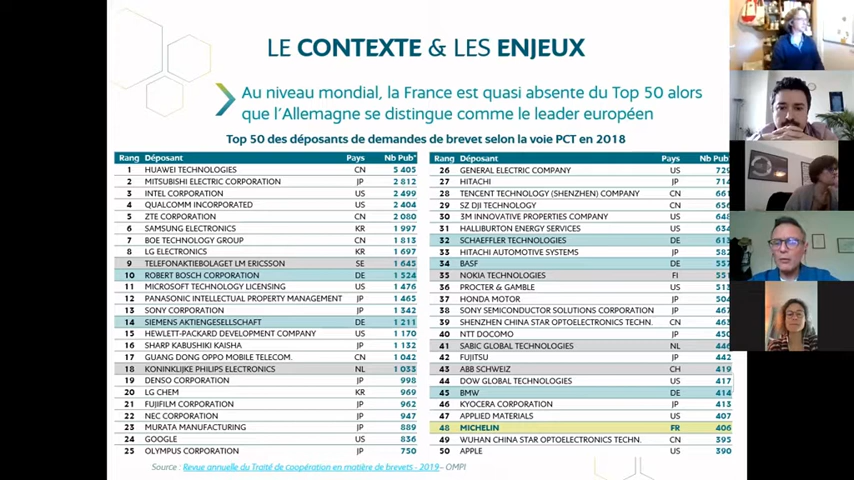 LE CONTEXTE & LES ENJEUX
Au niveau mondial, la France est quasi absente du Top 50 alors
que l'Allemagne se distingue comme le leader européen
Top 50 des déposants de demandes de brevet selon la voie PCT en 2018
Rang Déposant Pays Nb Pub°
1 HUAWEI TECHNOLOGIES CN 5 405
2 MITSUBISHI ELECTRIC CORPORATION JP 2 812
3 INTEL CORPORATION US 2 499
4 QUALCOMM INCORPORATED US 2 404
5 ZTE CORPORATION CN 2 080
6 SAMSUNG ELECTRONICS KR 1 997
7 BOE TECHNOLOGY GROUP CN 1 813
8 LG ELECTRONICS KR 1 697
9 TELEFONAKTIEBOLAGET LM ERICSSON SE 1 645
10 ROBERT BOSCH CORPORATION DE 1 524
11 MICROSOFT TECHNOLOGY LICENSING US 1 476
12 PANASONIC INTELLECTUAL PROPERTY MANAGEMENT JP 1 465
13 SONY CORPORATION JP 1 342
14 SIEMENS AKTIENGESELLSCHAFT DE 1 211
15 HEWLETT-PACKARD DEVELOPMENT COMPANY US 1 170
16 SHARP KABUSHIKI KAISHA JP 1 132
17 GUANG DONG OPPO MOBILE TELECOM. CN 1 042
18 KONINKLIJKE PHILIPS ELECTRONICS NL 1 033
19 DENSO CORPORATION JP 998
20 LG CHEM KR 969
21 FUJIFILM CORPORATION JP 962
22 NEC CORPORATION JP 947
23 MURATA MANUFACTURING JP 889
24 GOOGLE US 836
25 OLYMPUS CORPORATION JP 750
Rang Déposant Pays Nb Pub°
26 GENERAL ELECTRIC COMPANY US 729
27 HITACHI JP 714
28 TENCENT TECHNOLOGY (SHENZHEN) COMPANY CN 661
29 SZ DJI TECHNOLOGY CN 656
30 3M INNOVATIVE PROPERTIES COMPANY US 648
31 HALLIBURTON ENERGY SERVICES US 634
32 SCHAEFFLER TECHNOLOGIES DE 613
33 HITACHI AUTOMOTIVE SYSTEMS JP 582
34 BASF DE 557
35 NOKIA TECHNOLOGIES FI 551
36 PROCTER & GAMBLE US 513
37 HONDA MOTOR JP 504
38 SONY SEMICONDUCTOR SOLUTIONS CORPORATION JP 467
39 SHENZHEN CHINA STAR OPTOELECTRONICS TECHN. CN 463
40 NTT DOCOMO JP 450
41 SABIC GLOBAL TECHNOLOGIES NL 446
42 FUJITSU JP 442
43 ABB SCHWEIZ CH 419
44 DOW GLOBAL TECHNOLOGIES US 417
45 BMW DE 414
46 KYOCERA CORPORATION JP 413
47 APPLIED MATERIALS US 407
48 MICHELIN FR 406
49 WUHAN CHINA STAR OPTOELECTRONICS TECHN. CN 395
50 APPLE US 390
Source : Revue annuelle du Traité de coopération en matière de brevets - 2019 – OMPI